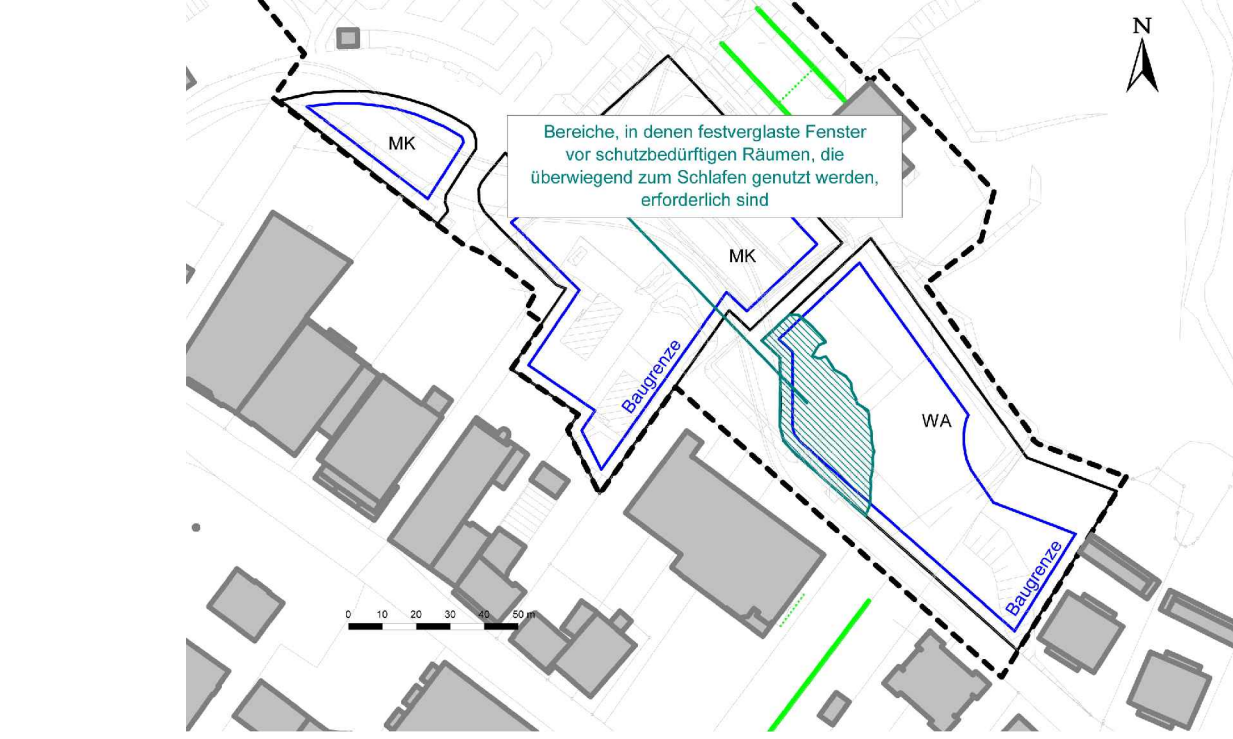 N
Bereiche, in denen festverglaste Fenster
vor schutzbedürftigen Räumen, die
überwiegend zum Schlafen genutzt werden,
erforderlich sind
MK
MK
Baugrenze
WA
Baugrenze
0 10 20 30 40 50 m